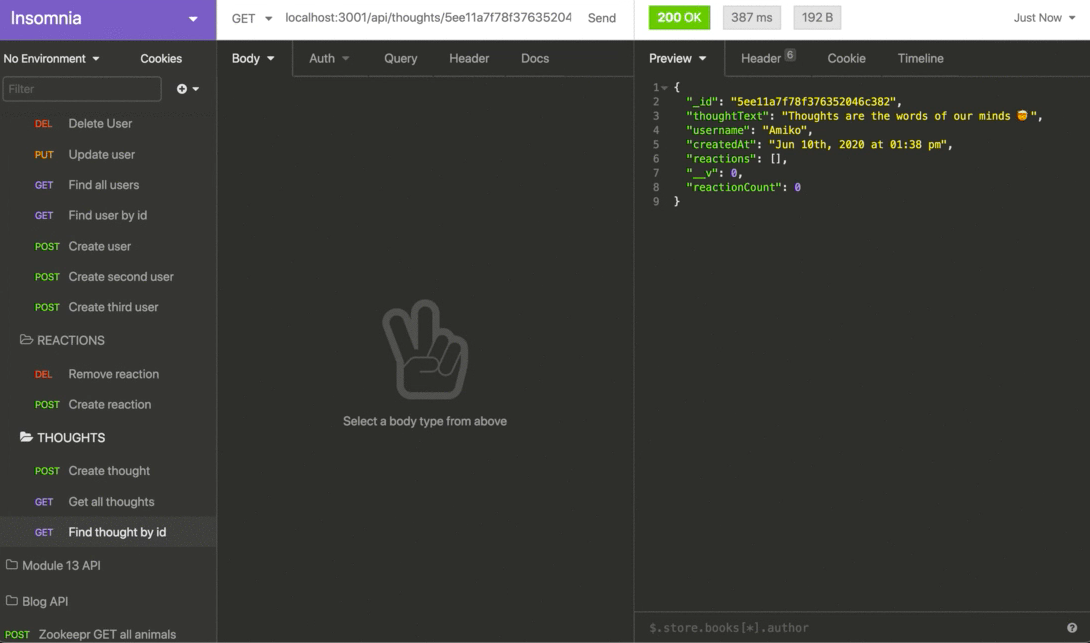 Insomnia
GET localhost:3001/api/thoughts/5ee11a7f78f37635204 Send
200 OK 387 ms 192 B Just Now
No Environment Cookies
Body Auth Query Header Docs
Preview Header 6 Cookie Timeline
Filter
DEL Delete User
PUT Update user
GET Find all users
GET Find user by id
POST Create user
POST Create second user
POST Create third user
REACTIONS
DEL Remove reaction
POST Create reaction
THOUGHTS
POST Create thought
GET Get all thoughts
GET Find thought by id
Module 13 API
Blog API
POST Zookeepr GET all animals
Select a body type from above
1 {
2 "_id": "5ee11a7f78f376352046c382",
3 "thoughtText": "Thoughts are the words of our minds 🤯",
4 "username": "Amiko",
5 "createdAt": "Jun 10th, 2020 at 01:38 pm",
6 "reactions": [],
7 "__v": 0,
8 "reactionCount": 0
9 }
$.store.books[*].author